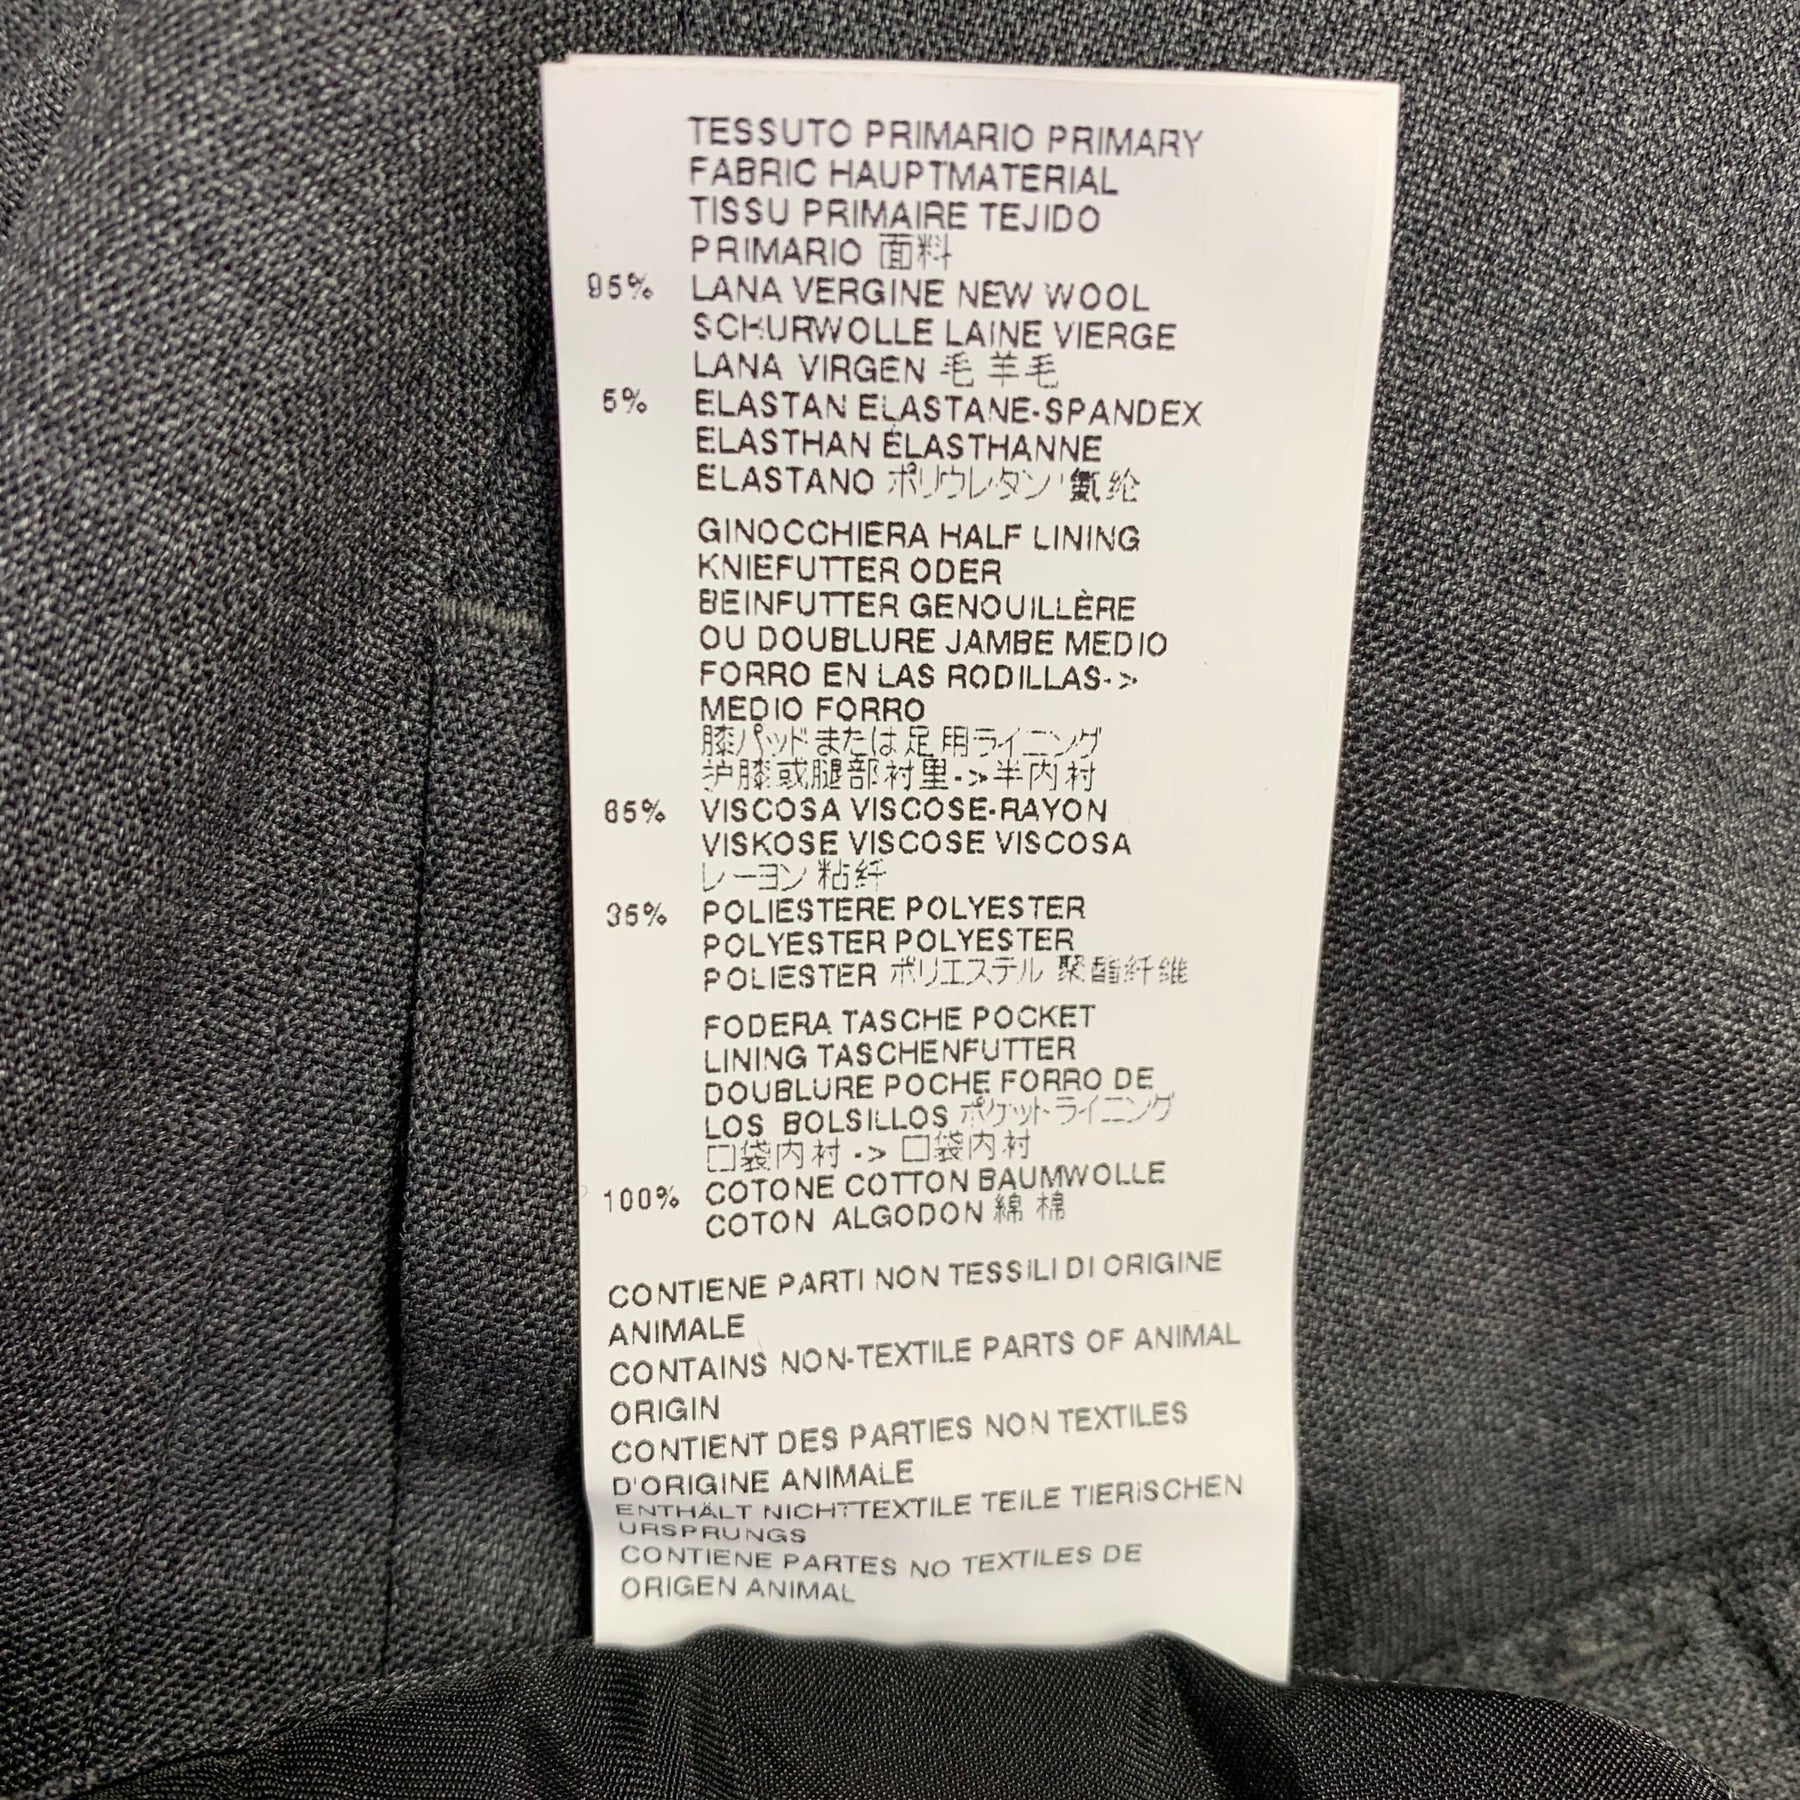 TESSUTO PRIMARIO PRIMARY
FABRIC HAUPTMATERIAL
TISSU PRIMAIRE TEJIDO
PRIMARIO 面料
95% LANA VERGINE NEW WOOL
SCHURWOLLE LAINE VIERGE
LANA VIRGEN 毛 羊毛
5% ELASTAN ELASTANE-SPANDEX
ELASTHAN ÉLASTHANNE
ELASTANO ポリウレタン 氨纶
GINOCCHIERA HALF LINING
KNIEFUTTER ODER
BEINFUTTER GENOUILLÈRE
OU DOUBLURE JAMBE MEDIO
FORRO EN LAS RODILLAS->
MEDIO FORRO
膝パッドまたは足用ライニング
护膝或腿部衬里->半内衬
65% VISCOSA VISCOSE-RAYON
VISKOSE VISCOSE VISCOSA
レーヨン 粘纤
35% POLIESTERE POLYESTER
POLYESTER POLYESTER
POLIESTER ポリエステル 聚酯纤维
FODERA TASCHE POCKET
LINING TASCHENFUTTER
DOUBLURE POCHE FORRO DE
LOS BOLSILLOS ポケットライニング
口袋内衬 -> 口袋内衬
100% COTONE COTTON BAUMWOLLE
COTON ALGODON 綿 棉
CONTIENE PARTI NON TESSILI DI ORIGINE
ANIMALE
CONTAINS NON-TEXTILE PARTS OF ANIMAL
ORIGIN
CONTIENT DES PARTIES NON TEXTILES
D'ORIGINE ANIMALE
ENTHÄLT NICHTTEXTILE TEILE TIERISCHEN
URSPRUNGS
CONTIENE PARTES NO TEXTILES DE
ORIGEN ANIMAL